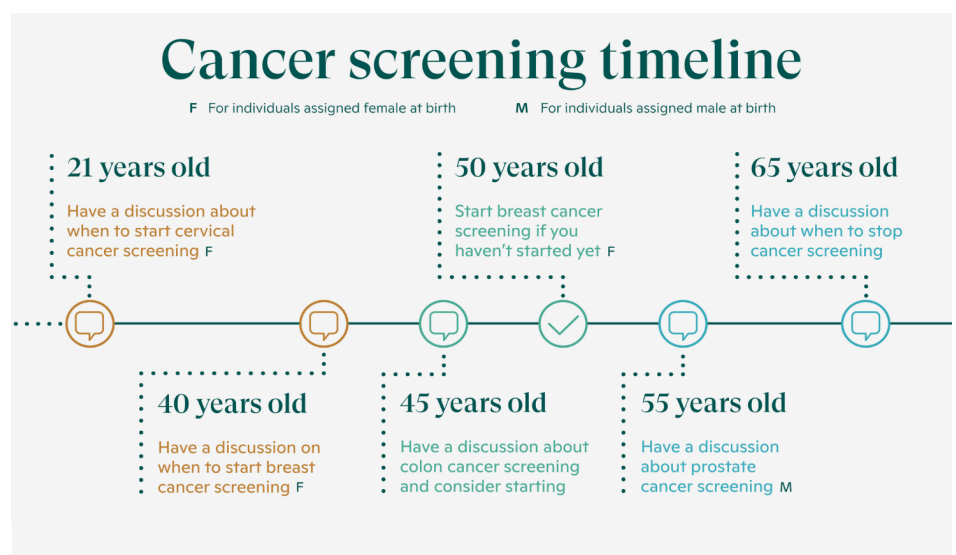 Cancer screening timeline
F For individuals assigned female at birth
M For individuals assigned male at birth
21 years old
Have a discussion about
when to start cervical
cancer screening F
40 years old
Have a discussion on
when to start breast
cancer screening F
45 years old
Have a discussion about
colon cancer screening
and consider starting
50 years old
Start breast cancer
screening if you
haven't started yet F
55 years old
Have a discussion
about prostate
cancer screening M
65 years old
Have a discussion
about when to stop
cancer screening